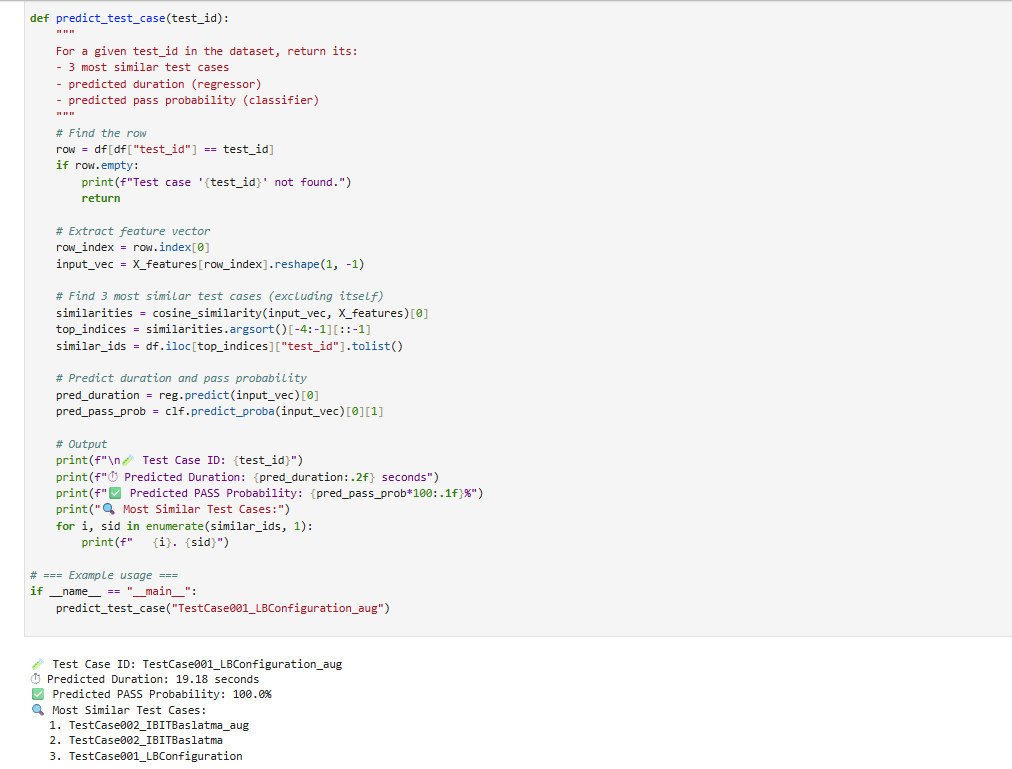 def predict_test_case(test_id):
    """
    For a given test_id in the dataset, return its:
    - 3 most similar test cases
    - predicted duration (regressor)
    - predicted pass probability (classifier)
    """
    # Find the row
    row = df[df["test_id"] == test_id]
    if row.empty:
        print(f"Test case '{test_id}' not found.")
        return
    # Extract feature vector
    row_index = row.index[0]
    input_vec = X_features[row_index].reshape(1, -1)
    # Find 3 most similar test cases (excluding itself)
    similarities = cosine_similarity(input_vec, X_features)[0]
    top_indices = similarities.argsort()[-4:-1][::-1]
    similar_ids = df.iloc[top_indices]["test_id"].tolist()
    # Predict duration and pass probability
    pred_duration = reg.predict(input_vec)[0]
    pred_pass_prob = clf.predict_proba(input_vec)[0][1]
    # Output
    print(f"\n🧪 Test Case ID: {test_id}")
    print(f"⏱ Predicted Duration: {pred_duration:.2f} seconds")
    print(f"✅ Predicted PASS Probability: {pred_pass_prob*100:.1f}%")
    print("🔍 Most Similar Test Cases:")
    for i, sid in enumerate(similar_ids, 1):
        print(f"   {i}. {sid}")
# === Example usage ===
if __name__ == "__main__":
    predict_test_case("TestCase001_LBConfiguration_aug")
🧪 Test Case ID: TestCase001_LBConfiguration_aug
⏱ Predicted Duration: 19.18 seconds
✅ Predicted PASS Probability: 100.0%
🔍 Most Similar Test Cases:
   1. TestCase002_IBITBaslatma_aug
   2. TestCase002_IBITBaslatma
   3. TestCase001_LBConfiguration